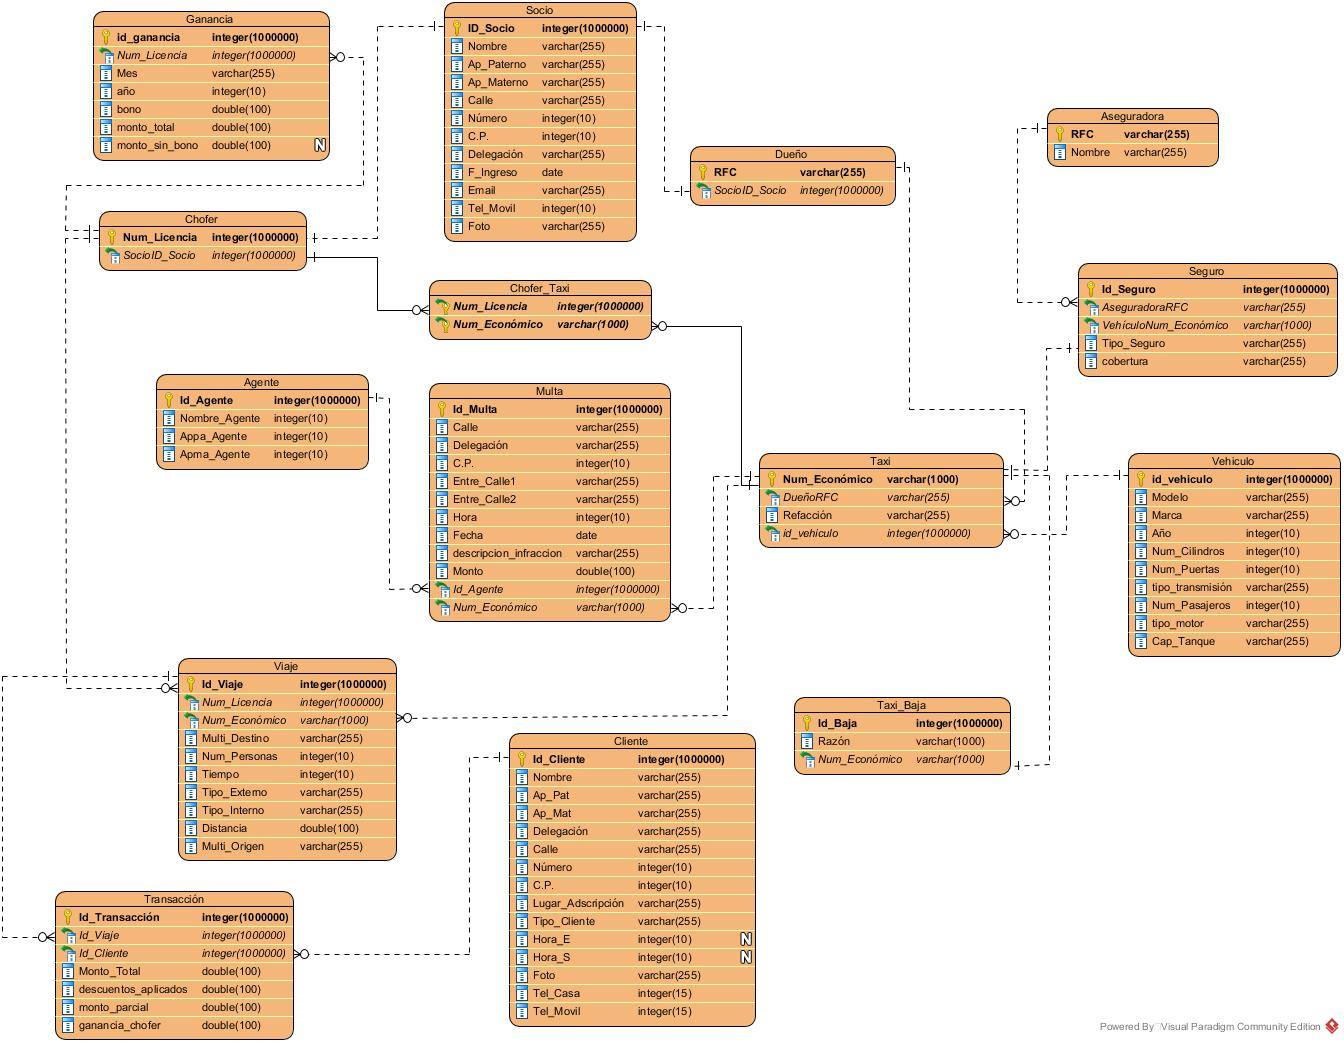 Ganancia
id_ganancia integer(1000000)
Num_Licencia integer(1000000)
Mes varchar(255)
año integer(10)
bono double(100)
monto_total double(100)
monto_sin_bono double(100) N
Socio
ID_Socio integer(1000000)
Nombre varchar(255)
Ap_Paterno varchar(255)
Ap_Materno varchar(255)
Calle varchar(255)
Número integer(10)
C.P. integer(10)
Delegación varchar(255)
F_Ingreso date
Email varchar(255)
Tel_Movil integer(10)
Foto varchar(255)
Dueño
RFC varchar(255)
SocioID_Socio integer(1000000)
Aseguradora
RFC varchar(255)
Nombre varchar(255)
Chofer
Num_Licencia integer(1000000)
SocioID_Socio integer(1000000)
Chofer_Taxi
Num_Licencia integer(1000000)
Num_Económico varchar(1000)
Seguro
Id_Seguro integer(1000000)
AseguradoraRFC varchar(255)
VehículoNum_Económico varchar(1000)
Tipo_Seguro varchar(255)
cobertura varchar(255)
Agente
Id_Agente integer(1000000)
Nombre_Agente integer(10)
Appa_Agente integer(10)
Apma_Agente integer(10)
Multa
Id_Multa integer(1000000)
Calle varchar(255)
Delegación varchar(255)
C.P. integer(10)
Entre_Calle1 varchar(255)
Entre_Calle2 varchar(255)
Hora integer(10)
Fecha date
descripcion_infraccion varchar(255)
Monto double(100)
Id_Agente integer(1000000)
Num_Económico varchar(1000)
Taxi
Num_Económico varchar(1000)
DueñoRFC varchar(255)
Refacción varchar(255)
id_vehiculo integer(1000000)
Vehiculo
id_vehiculo integer(1000000)
Modelo varchar(255)
Marca varchar(255)
Año integer(10)
Num_Cilindros integer(10)
Num_Puertas integer(10)
tipo_transmisión varchar(255)
Num_Pasajeros integer(10)
tipo_motor varchar(255)
Cap_Tanque varchar(255)
Viaje
Id_Viaje integer(1000000)
Num_Licencia integer(1000000)
Num_Económico varchar(1000)
Multi_Destino varchar(255)
Num_Personas integer(10)
Tiempo integer(10)
Tipo_Externo varchar(255)
Tipo_Interno varchar(255)
Distancia double(100)
Multi_Origen varchar(255)
Taxi_Baja
Id_Baja integer(1000000)
Razón varchar(1000)
Num_Económico varchar(1000)
Cliente
Id_Cliente integer(1000000)
Nombre varchar(255)
Ap_Pat varchar(255)
Ap_Mat varchar(255)
Delegación varchar(255)
Calle varchar(255)
Número integer(10)
C.P. integer(10)
Lugar_Adscripción varchar(255)
Tipo_Cliente varchar(255)
Hora_E integer(10) N
Hora_S integer(10) N
Foto varchar(255)
Tel_Casa integer(15)
Tel_Movil integer(15)
Transacción
Id_Transacción integer(1000000)
Id_Viaje integer(1000000)
Id_Cliente integer(1000000)
Monto_Total double(100)
descuentos_aplicados double(100)
monto_parcial double(100)
ganancia_chofer double(100)
Powered By Visual Paradigm Community Edition